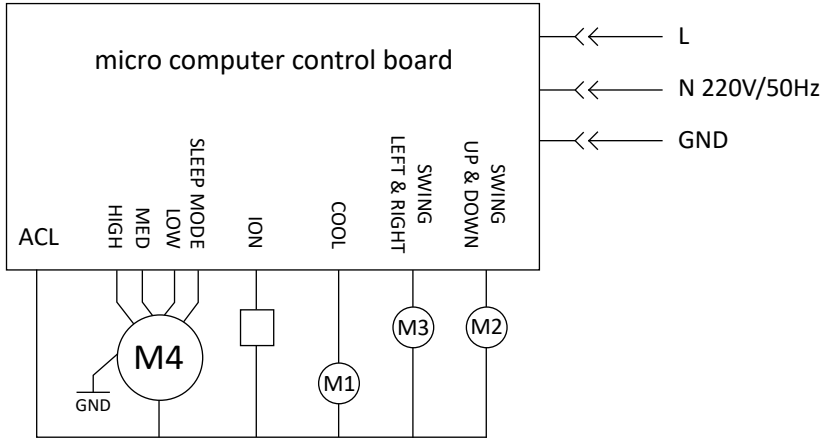 micro computer control board
L
N 220V/50Hz
GND
ACL
HIGH
MED
LOW
SLEEP MODE
ION
COOL
SWING
LEFT & RIGHT
SWING
UP & DOWN
M4
M3
M2
M1
GND